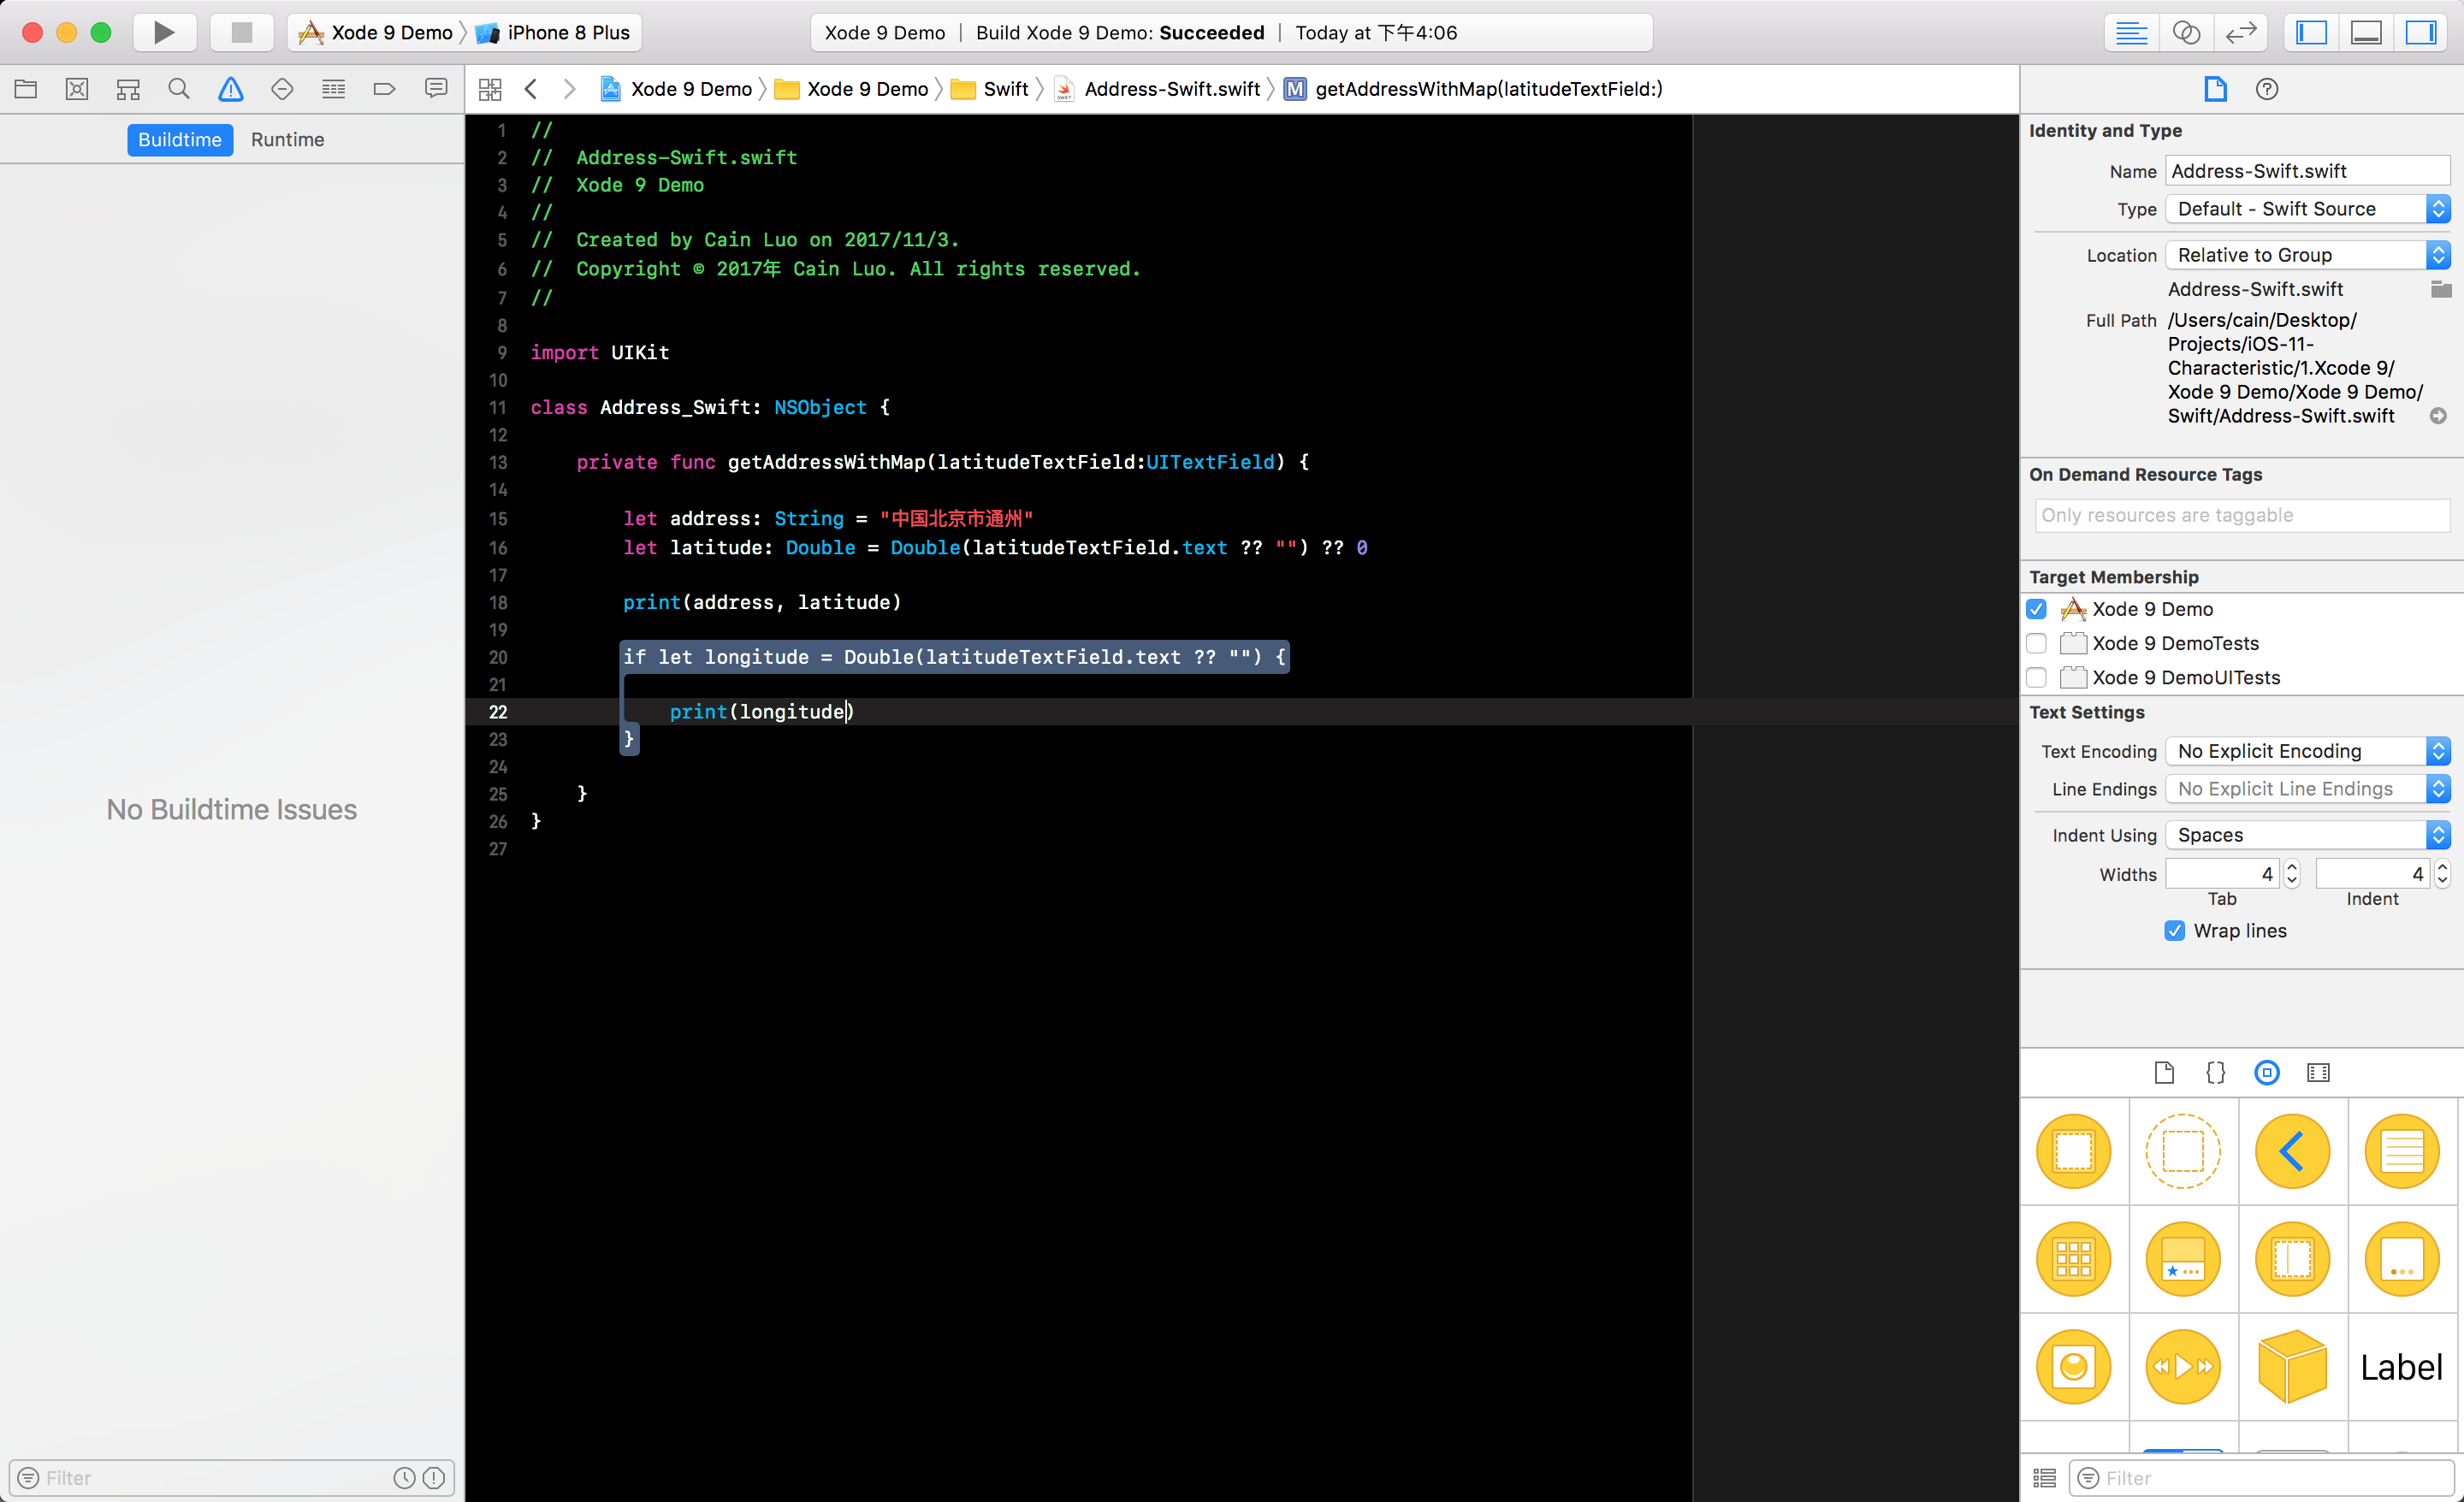 Xode 9 Demo iPhone 8 Plus
Xode 9 Demo | Build Xode 9 Demo: Succeeded | Today at 下午4:06
Xode 9 Demo Xode 9 Demo Swift Address-Swift.swift M getAddressWithMap(latitudeTextField:)
Buildtime Runtime
No Buildtime Issues
Filter
1 //
2 //  Address-Swift.swift
3 //  Xode 9 Demo
4 //
5 //  Created by Cain Luo on 2017/11/3.
6 //  Copyright © 2017年 Cain Luo. All rights reserved.
7 //
8
9 import UIKit
10
11 class Address_Swift: NSObject {
12
13     private func getAddressWithMap(latitudeTextField:UITextField) {
14
15         let address: String = "中国北京市通州"
16         let latitude: Double = Double(latitudeTextField.text ?? "") ?? 0
17
18         print(address, latitude)
19
20         if let longitude = Double(latitudeTextField.text ?? "") {
21
22             print(longitude)
23         }
24
25     }
26 }
27
Identity and Type
Name Address-Swift.swift
Type Default - Swift Source
Location Relative to Group
Address-Swift.swift
Full Path /Users/cain/Desktop/
Projects/iOS-11-
Characteristic/1.Xcode 9/
Xode 9 Demo/Xode 9 Demo/
Swift/Address-Swift.swift
On Demand Resource Tags
Only resources are taggable
Target Membership
Xode 9 Demo
Xode 9 DemoTests
Xode 9 DemoUITests
Text Settings
Text Encoding No Explicit Encoding
Line Endings No Explicit Line Endings
Indent Using Spaces
Widths 4 4
Tab Indent
Wrap lines
{}
Label
Filter